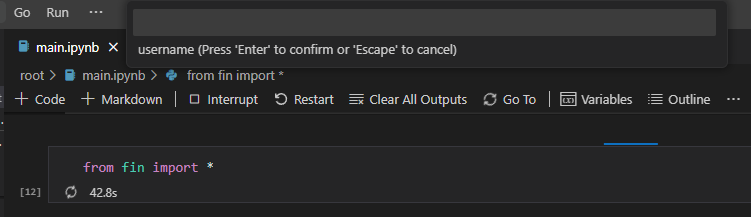 Go Run ...
username (Press 'Enter' to confirm or 'Escape' to cancel)
main.ipynb
root > main.ipynb > from fin import *
+ Code + Markdown Interrupt Restart Clear All Outputs Go To Variables Outline ...
from fin import *
[12] 42.8s